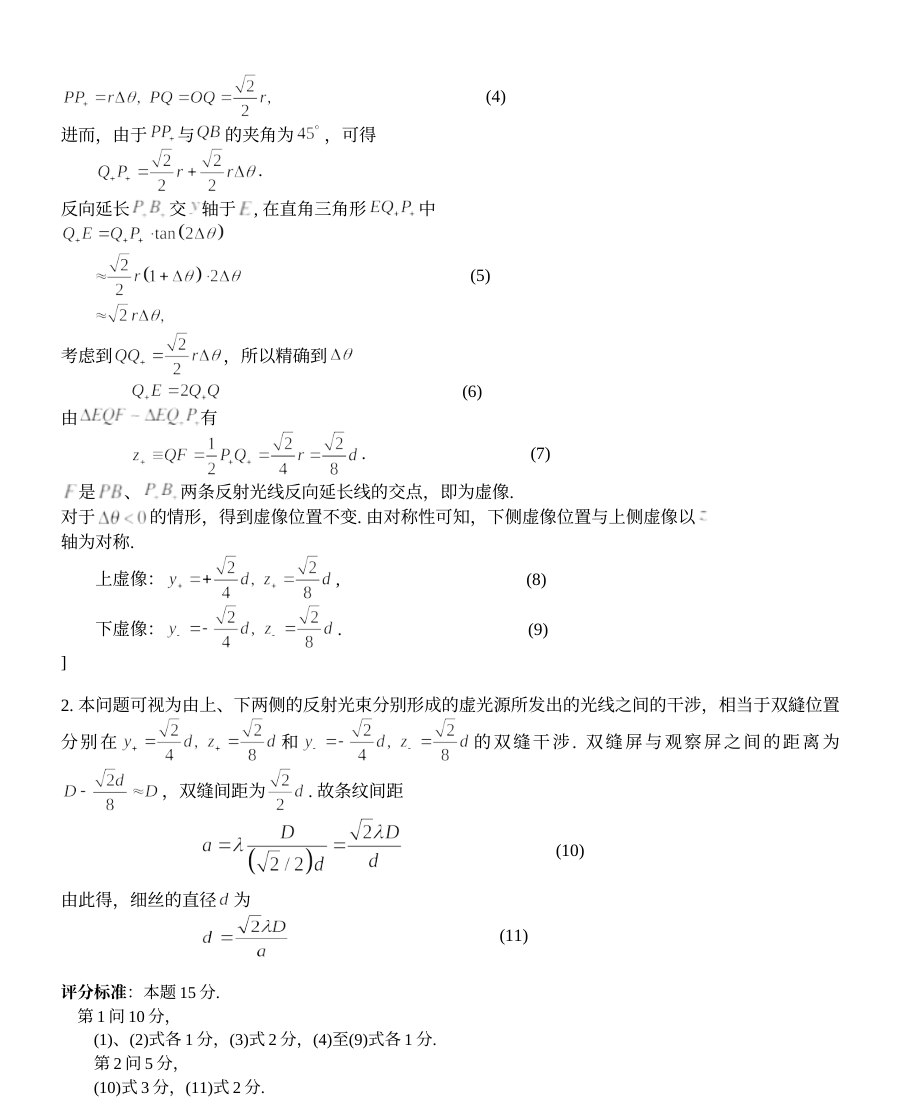 PP₊ = rΔθ, PQ = OQ = √2/2 r, (4)
进而，由于 PP₊ 与 QB 的夹角为 45°，可得
Q₊P₊ = √2/2 r + √2/2 rΔθ.
反向延长 P₊B₊ 交 y 轴于 E, 在直角三角形 EQ₊P₊ 中
Q₊E = Q₊P₊ ·tan(2Δθ)
≈ √2/2 r(1+Δθ)·2Δθ (5)
≈ √2 rΔθ,
考虑到 QQ₊ = √2/2 rΔθ，所以精确到 Δθ
Q₊E = 2Q₊Q (6)
由 ΔEQF ~ ΔEQ₊P₊ 有
z₊ ≡ QF = 1/2 P₊Q₊ = √2/4 r = √2/8 d. (7)
F 是 PB、 P₊B₊ 两条反射光线反向延长线的交点，即为虚像.
对于 Δθ < 0 的情形，得到虚像位置不变. 由对称性可知，下侧虚像位置与上侧虚像以 z
轴为对称.
上虚像： y₊ = +√2/4 d, z₊ = √2/8 d, (8)
下虚像： y₋ = -√2/4 d, z₋ = √2/8 d. (9)
]
2. 本问题可视为由上、下两侧的反射光束分别形成的虚光源所发出的光线之间的干涉，相当于双縫位置
分别在 y₊ = √2/4 d, z₊ = √2/8 d 和 y₋ = -√2/4 d, z₋ = √2/8 d 的双缝干涉. 双缝屏与观察屏之间的距离为
D - √2d/8 ≈ D，双缝间距为 √2/2 d. 故条纹间距
a = λ D/((√2/2)d) = √2λD/d (10)
由此得，细丝的直径 d 为
d = √2λD/a (11)
评分标准：本题 15 分.
第 1 问 10 分，
(1)、(2)式各 1 分，(3)式 2 分，(4)至(9)式各 1 分.
第 2 问 5 分，
(10)式 3 分，(11)式 2 分.